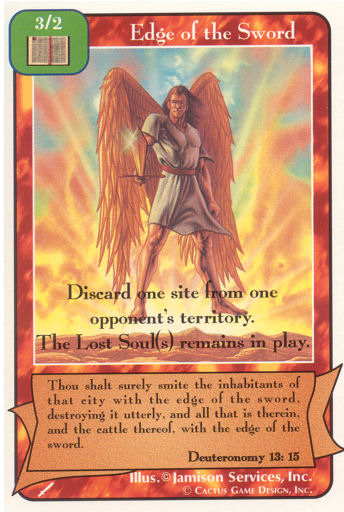 3/2
Edge of the Sword
Discard one site from one
opponent's territory.
The Lost Soul(s) remains in play.
Thou shalt surely smite the inhabitants of
that city with the edge of the sword,
destroying it utterly, and all that is therein,
and the cattle thereof, with the edge of the
sword.
Deuteronomy 13: 15
Illus.©Jamison Services, Inc.
© Cactus Game Design, Inc.